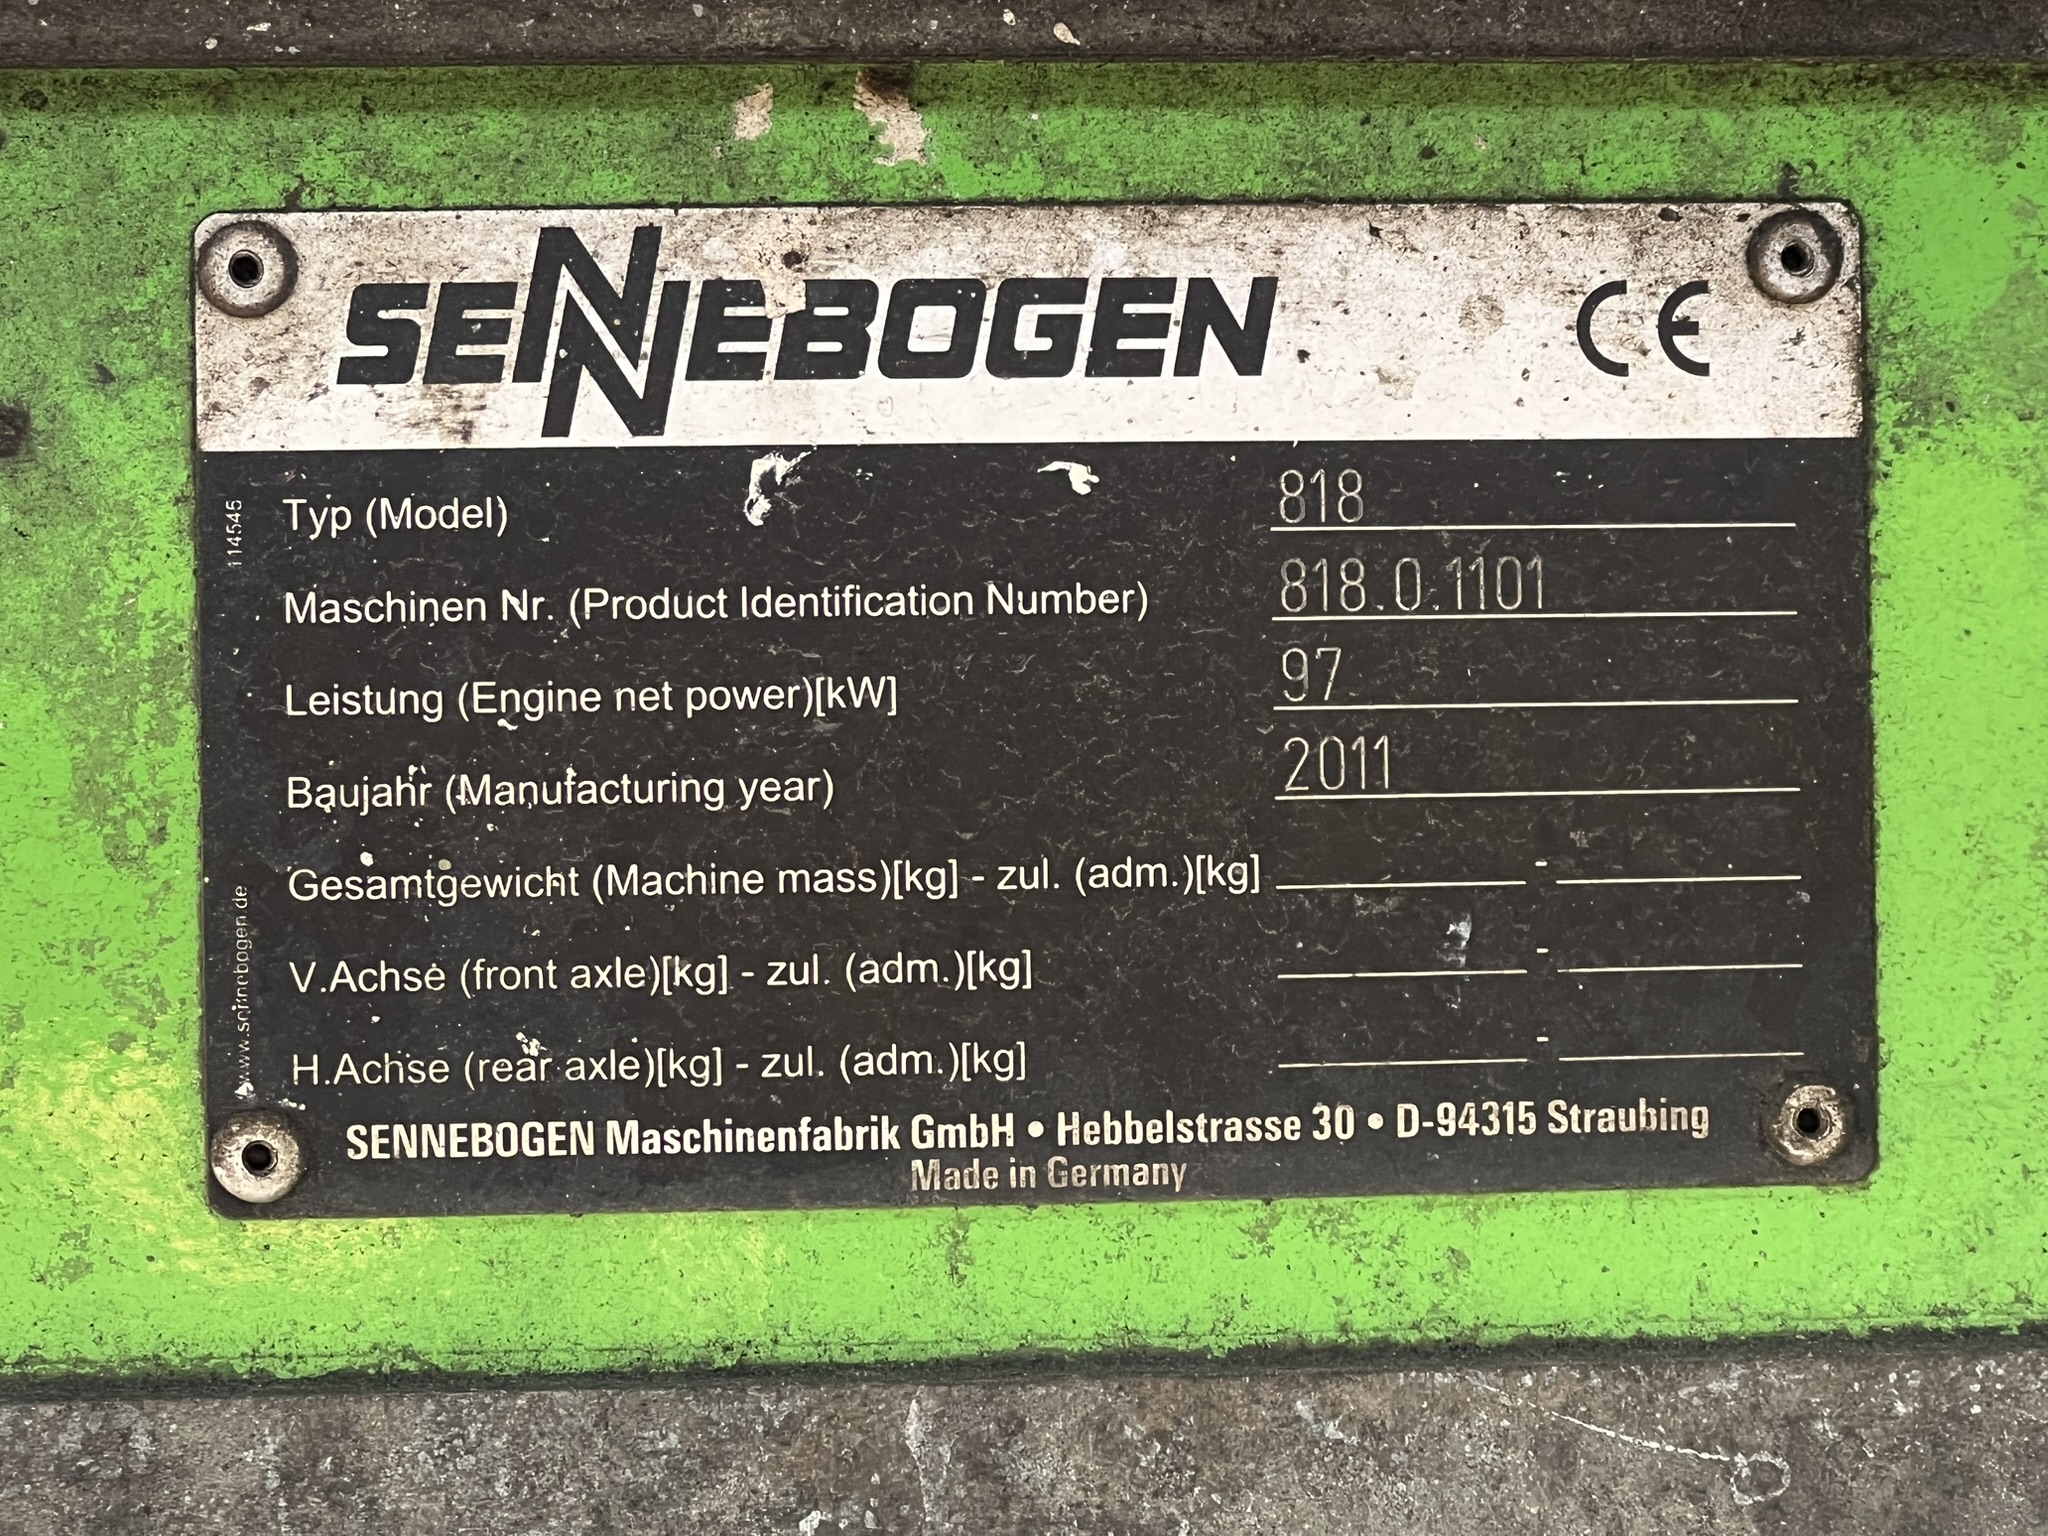 SENNEBOGEN CE
114545
Typ (Model) 818
Maschinen Nr. (Product Identification Number) 818.0.1101
Leistung (Engine net power)[kW] 97
Baujahr (Manufacturing year) 2011
Gesamtgewicht (Machine mass)[kg] - zul. (adm.)[kg] -
V.Achse (front axle)[kg] - zul. (adm.)[kg] -
H.Achse (rear axle)[kg] - zul. (adm.)[kg] -
www.sennebogen.de
SENNEBOGEN Maschinenfabrik GmbH • Hebbelstrasse 30 • D-94315 Straubing
Made in Germany